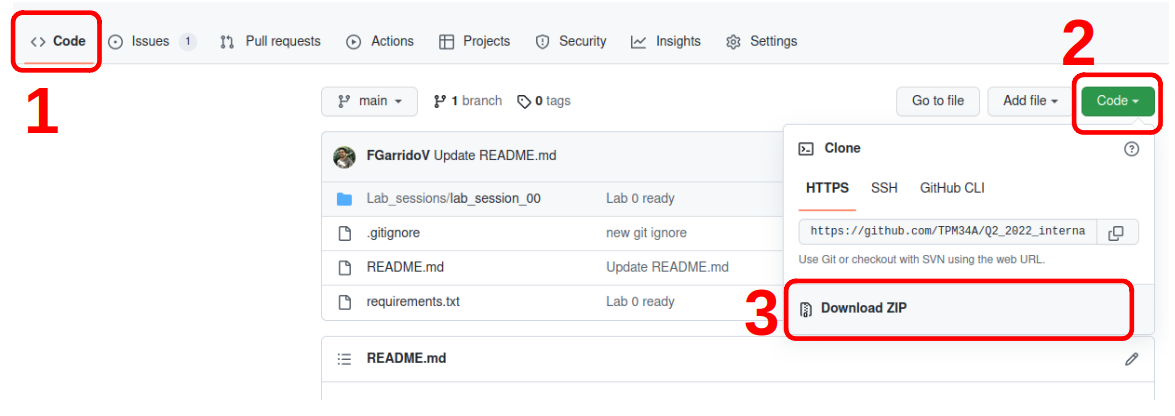 Code Issues 1 Pull requests Actions Projects Security Insights Settings
1
2
main 1 branch 0 tags Go to file Add file Code
FGarridoV Update README.md
Lab_sessions/lab_session_00 Lab 0 ready
.gitignore new git ignore
README.md Update README.md
requirements.txt Lab 0 ready
README.md
Clone
HTTPS SSH GitHub CLI
https://github.com/TPM34A/Q2_2022_interna
Use Git or checkout with SVN using the web URL.
3 Download ZIP